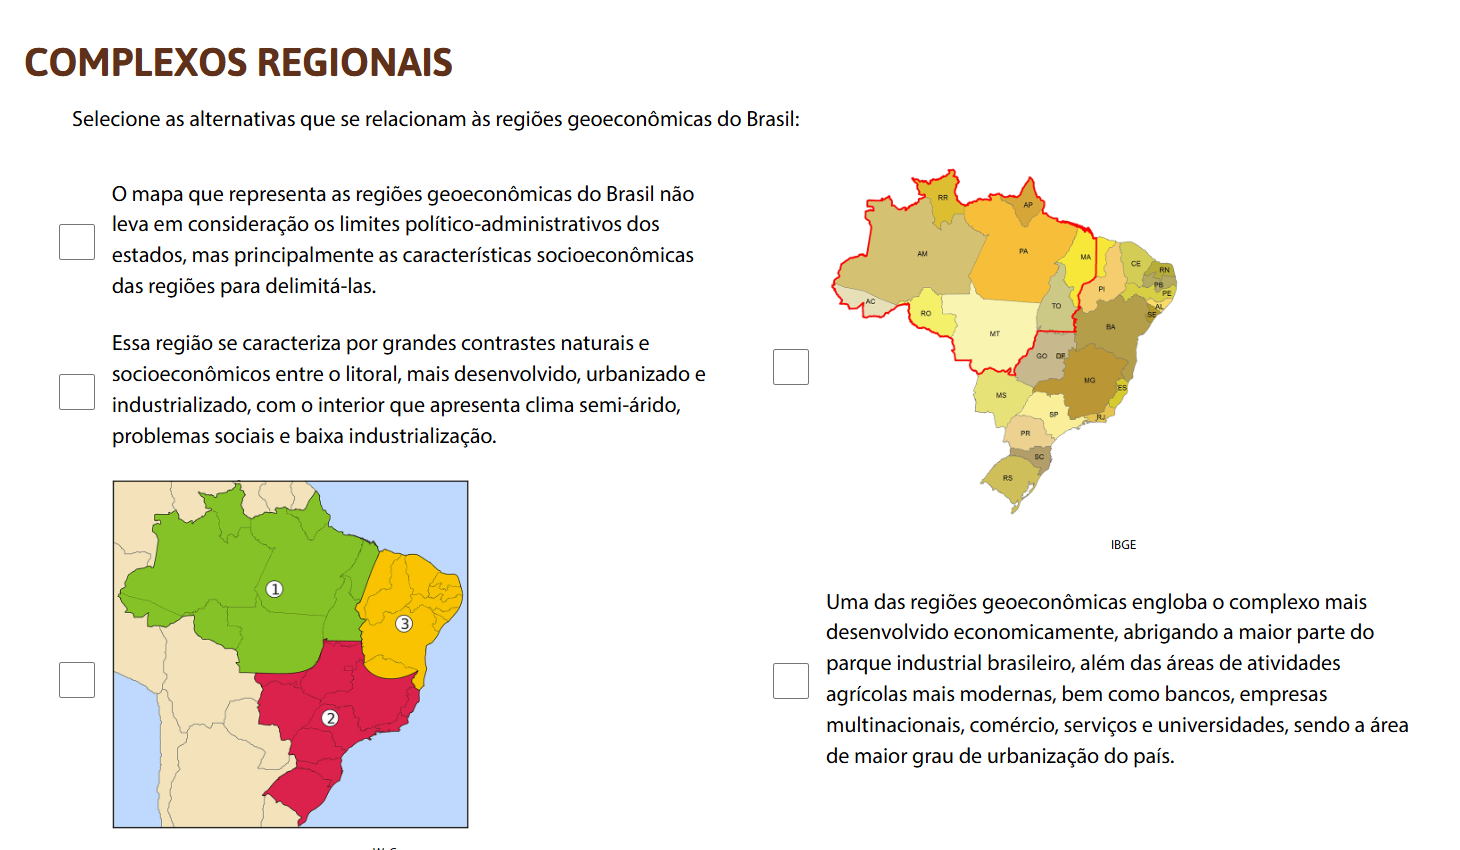 COMPLEXOS REGIONAIS
Selecione as alternativas que se relacionam às regiões geoeconômicas do Brasil:
O mapa que representa as regiões geoeconômicas do Brasil não
leva em consideração os limites político-administrativos dos
estados, mas principalmente as características socioeconômicas
das regiões para delimitá-las.
Essa região se caracteriza por grandes contrastes naturais e
socioeconômicos entre o litoral, mais desenvolvido, urbanizado e
industrializado, com o interior que apresenta clima semi-árido,
problemas sociais e baixa industrialização.
1
3
2
RR
AP
AM
PA
MA
CE
RN
PB
PE
PI
AL
SE
AC
RO
TO
BA
MT
GO
DF
MG
ES
MS
SP
RJ
PR
SC
RS
IBGE
Uma das regiões geoeconômicas engloba o complexo mais
desenvolvido economicamente, abrigando a maior parte do
parque industrial brasileiro, além das áreas de atividades
agrícolas mais modernas, bem como bancos, empresas
multinacionais, comércio, serviços e universidades, sendo a área
de maior grau de urbanização do país.